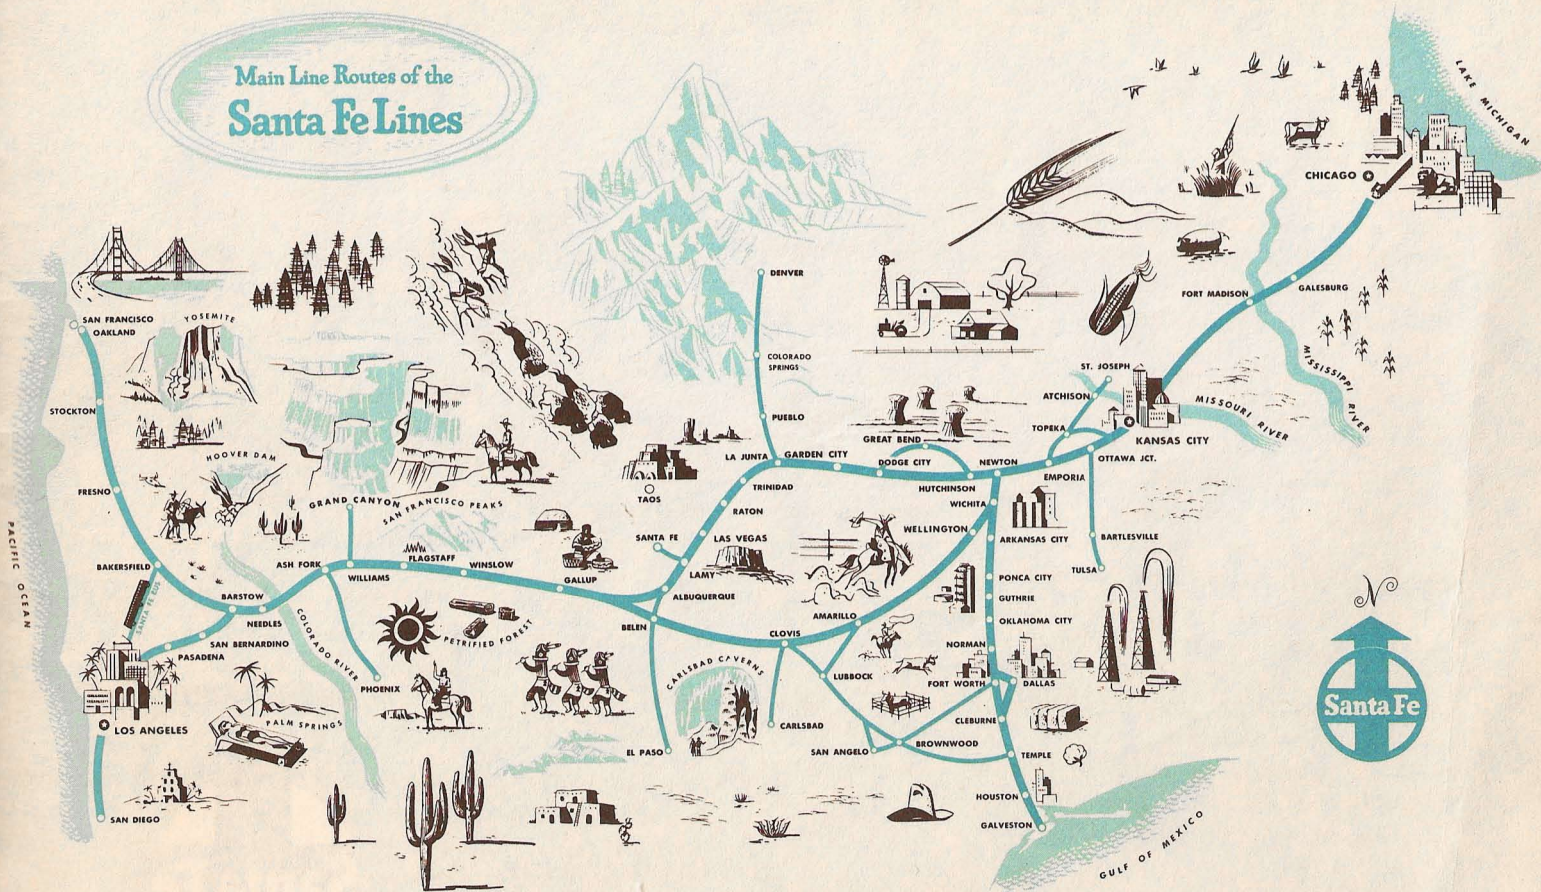 Main Line Routes of the
Santa Fe Lines
LAKE MICHIGAN
CHICAGO
GALESBURG
FORT MADISON
MISSISSIPPI RIVER
MISSOURI RIVER
ST. JOSEPH
ATCHISON
TOPEKA
KANSAS CITY
OTTAWA JCT.
EMPORIA
NEWTON
HUTCHINSON
GREAT BEND
DODGE CITY
GARDEN CITY
LA JUNTA
DENVER
COLORADO
SPRINGS
PUEBLO
TRINIDAD
RATON
LAS VEGAS
TAOS
SANTA FE
LAMY
ALBUQUERQUE
BELEN
WICHITA
WELLINGTON
ARKANSAS CITY
BARTLESVILLE
TULSA
PONCA CITY
GUTHRIE
OKLAHOMA CITY
NORMAN
FORT WORTH
DALLAS
CLEBURNE
BROWNWOOD
TEMPLE
HOUSTON
GALVESTON
GULF OF MEXICO
AMARILLO
CLOVIS
LUBBOCK
SAN ANGELO
CARLSBAD
CARLSBAD CAVERNS
EL PASO
GALLUP
WINSLOW
FLAGSTAFF
WILLIAMS
ASH FORK
GRAND CANYON
SAN FRANCISCO PEAKS
PETRIFIED FOREST
PHOENIX
COLORADO RIVER
HOOVER DAM
NEEDLES
BARSTOW
SAN BERNARDINO
PASADENA
LOS ANGELES
PALM SPRINGS
SAN DIEGO
SANTA FE BUS
BAKERSFIELD
FRESNO
STOCKTON
YOSEMITE
SAN FRANCISCO
OAKLAND
PACIFIC OCEAN
N
Santa Fe